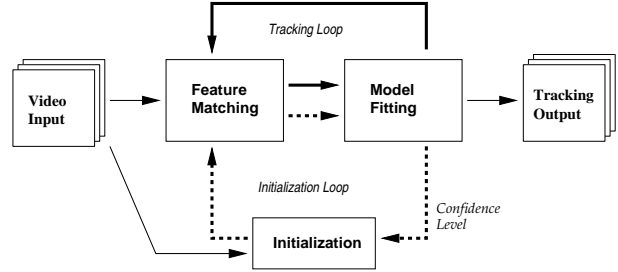 Tracking Loop
Video
Input
Feature
Matching
Model
Fitting
Tracking
Output
Initialization Loop
Confidence
Level
Initialization